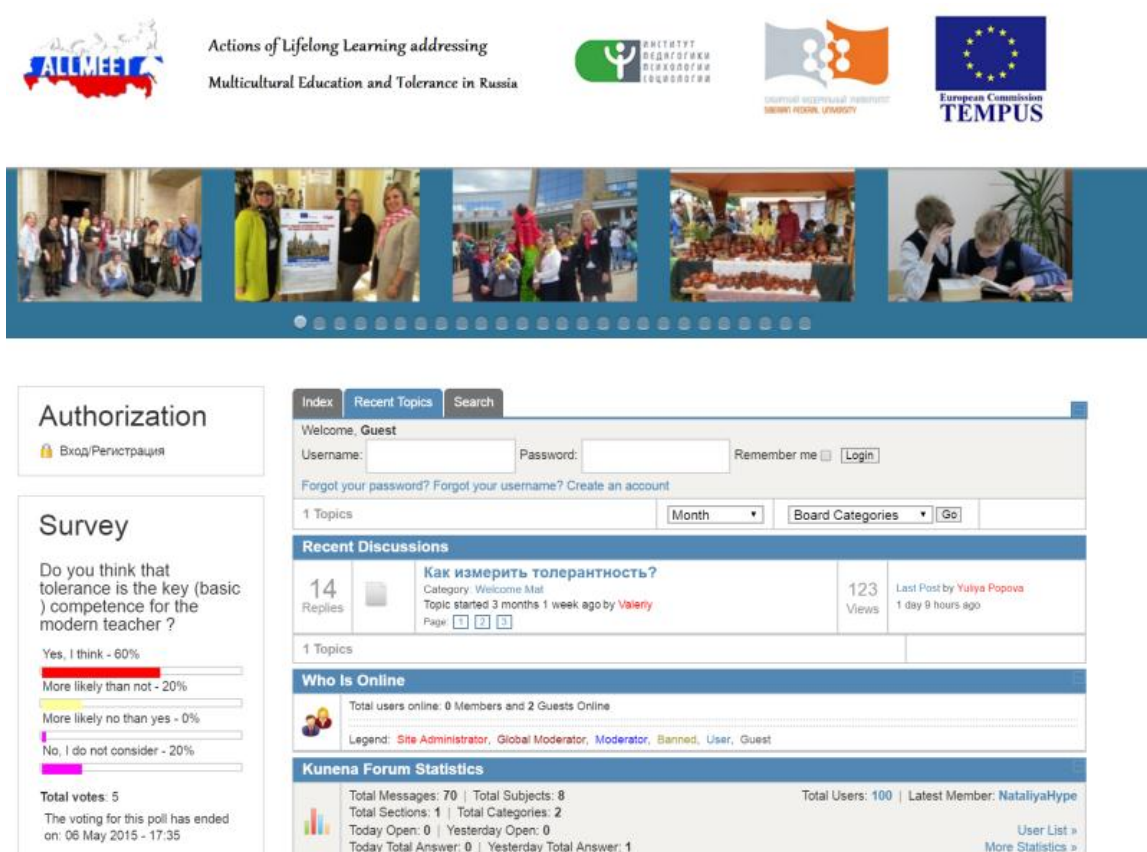 ALLMEET
Actions of Lifelong Learning addressing
Multicultural Education and Tolerance in Russia
ИНСТИТУТ
ПЕДАГОГИКИ
ПСИХОЛОГИИ
СОЦИОЛОГИИ
СИБИРСКИЙ ФЕДЕРАЛЬНЫЙ УНИВЕРСИТЕТ
SIBERIAN FEDERAL UNIVERSITY
European Commission
TEMPUS
Authorization
Вход/Регистрация
Survey
Do you think that
tolerance is the key (basic
) competence for the
modern teacher ?
Yes, I think - 60%
More likely than not - 20%
More likely no than yes - 0%
No, I do not consider - 20%
Total votes: 5
The voting for this poll has ended
on: 06 May 2015 - 17:35
Index Recent Topics Search
Welcome, Guest
Username: Password: Remember me Login
Forgot your password? Forgot your username? Create an account
1 Topics Month Board Categories Go
Recent Discussions
14 Replies
Как измерить толерантность?
Category: Welcome Mat
Topic started 3 months 1 week ago by Valeriy
Page: 1 2 3
123 Views
Last Post by Yuliya Popova
1 day 9 hours ago
1 Topics
Who Is Online
Total users online: 0 Members and 2 Guests Online
Legend: Site Administrator, Global Moderator, Moderator, Banned, User, Guest
Kunena Forum Statistics
Total Messages: 70 | Total Subjects: 8
Total Sections: 1 | Total Categories: 2
Today Open: 0 | Yesterday Open: 0
Today Total Answer: 0 | Yesterday Total Answer: 1
Total Users: 100 | Latest Member: NataliyaHype
User List »
More Statistics »